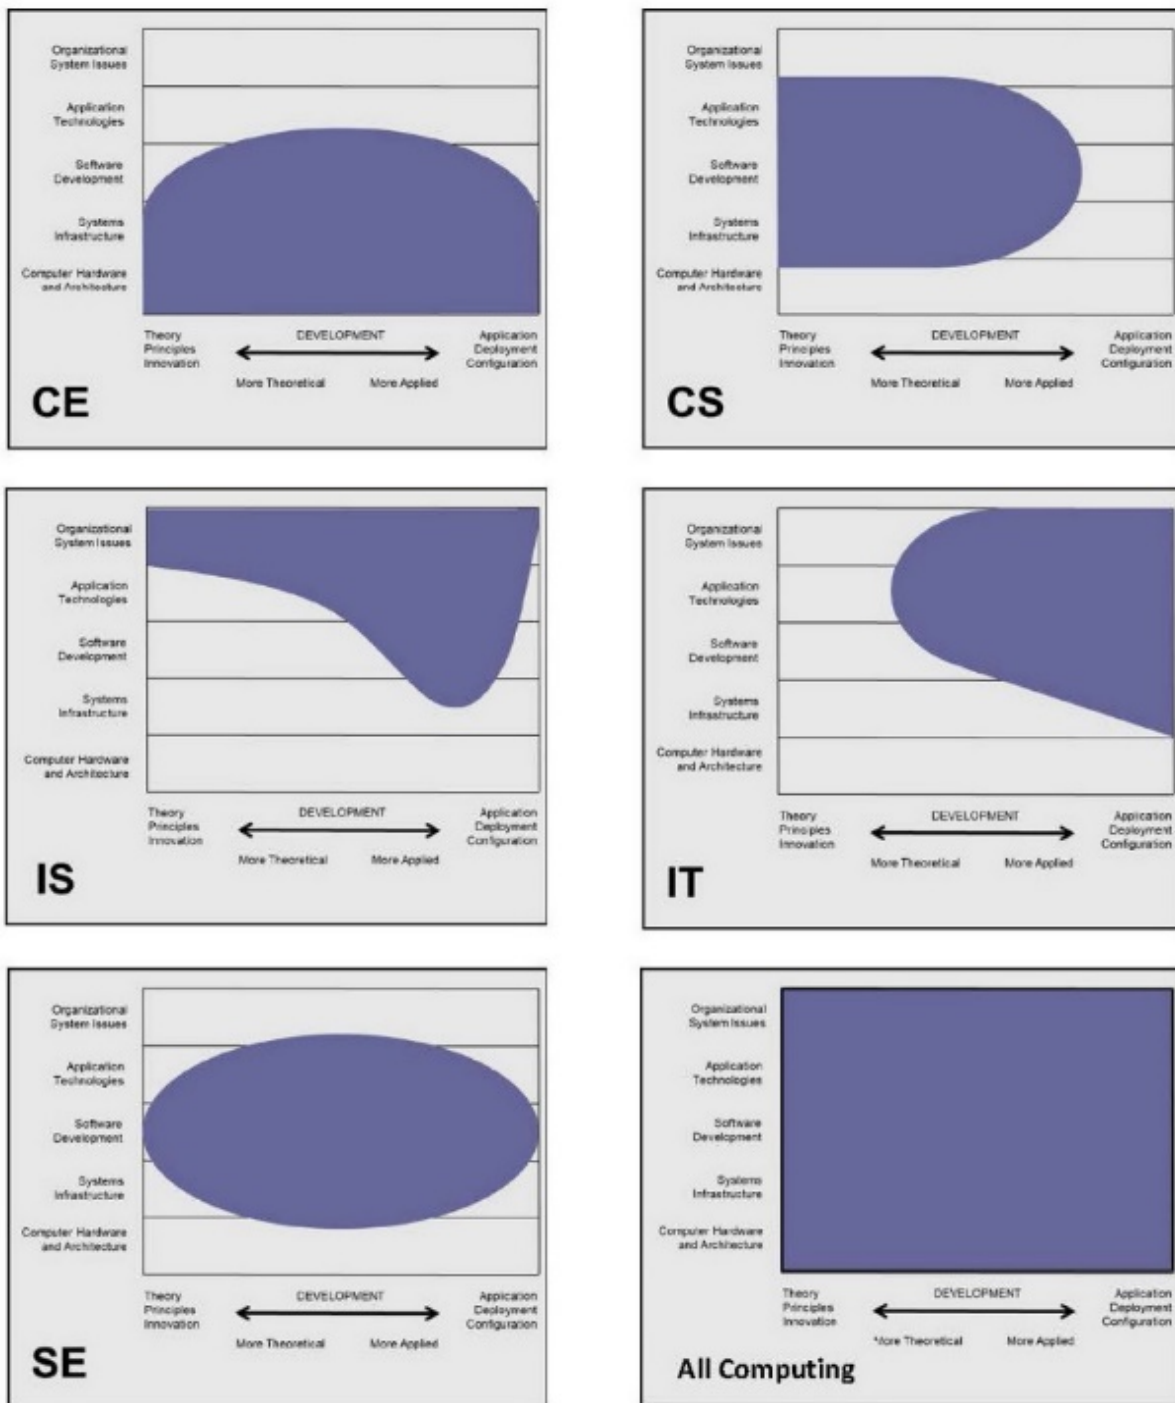 Organizational
System Issues
Application
Technologies
Software
Development
Systems
Infrastructure
Computer Hardware
and Architecture
Theory
Principles
Innovation
DEVELOPMENT
More Theoretical
More Applied
Application
Deployment
Configuration
CE
Organizational
System Issues
Application
Technologies
Software
Development
Systems
Infrastructure
Computer Hardware
and Architecture
Theory
Principles
Innovation
DEVELOPMENT
More Theoretical
More Applied
Application
Deployment
Configuration
CS
Organizational
System Issues
Application
Technologies
Software
Development
Systems
Infrastructure
Computer Hardware
and Architecture
Theory
Principles
Innovation
DEVELOPMENT
More Theoretical
More Applied
Application
Deployment
Configuration
IS
Organizational
System Issues
Application
Technologies
Software
Development
Systems
Infrastructure
Computer Hardware
and Architecture
Theory
Principles
Innovation
DEVELOPMENT
More Theoretical
More Applied
Application
Deployment
Configuration
IT
Organizational
System Issues
Application
Technologies
Software
Development
Systems
Infrastructure
Computer Hardware
and Architecture
Theory
Principles
Innovation
DEVELOPMENT
More Theoretical
More Applied
Application
Deployment
Configuration
SE
Organizational
System Issues
Application
Technologies
Software
Development
Systems
Infrastructure
Computer Hardware
and Architecture
Theory
Principles
Innovation
DEVELOPMENT
More Theoretical
More Applied
Application
Deployment
Configuration
All Computing